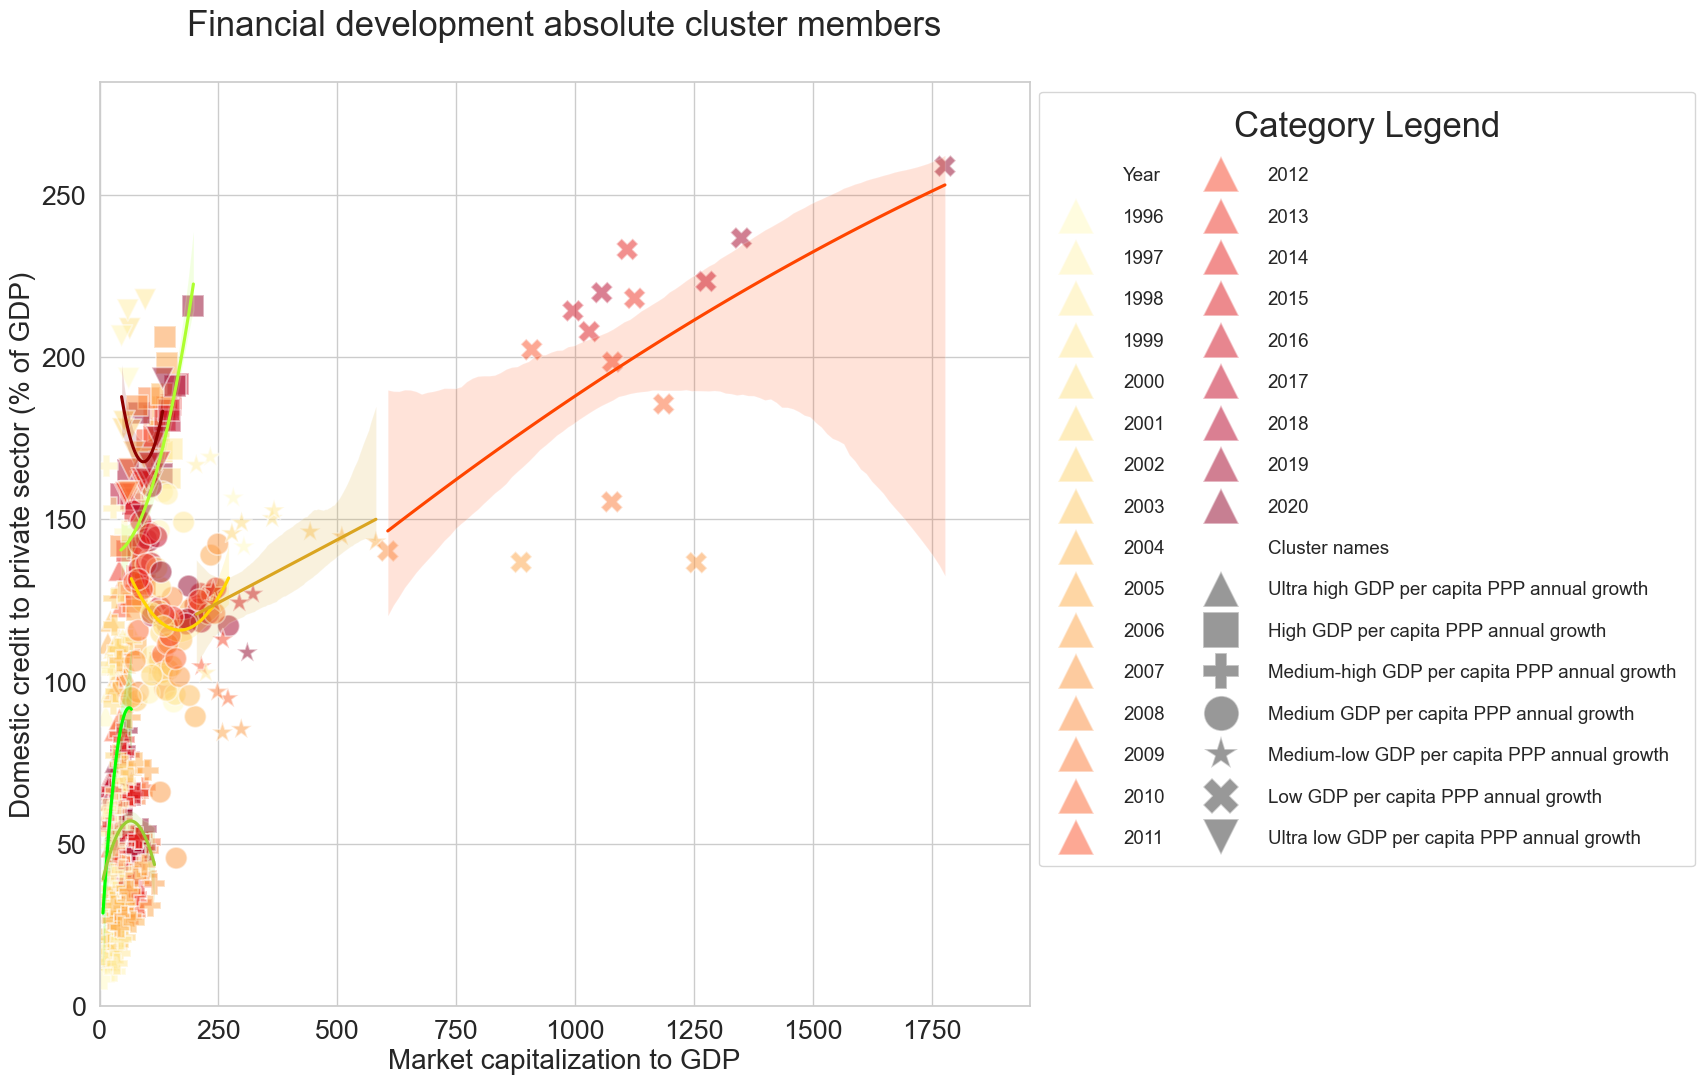 Financial development absolute cluster members
Domestic credit to private sector (% of GDP)
250
200
150
100
50
0
0 250 500 750 1000 1250 1500 1750
Market capitalization to GDP
Category Legend
Year
1996
1997
1998
1999
2000
2001
2002
2003
2004
2005
2006
2007
2008
2009
2010
2011
2012
2013
2014
2015
2016
2017
2018
2019
2020
Cluster names
Ultra high GDP per capita PPP annual growth
High GDP per capita PPP annual growth
Medium-high GDP per capita PPP annual growth
Medium GDP per capita PPP annual growth
Medium-low GDP per capita PPP annual growth
Low GDP per capita PPP annual growth
Ultra low GDP per capita PPP annual growth